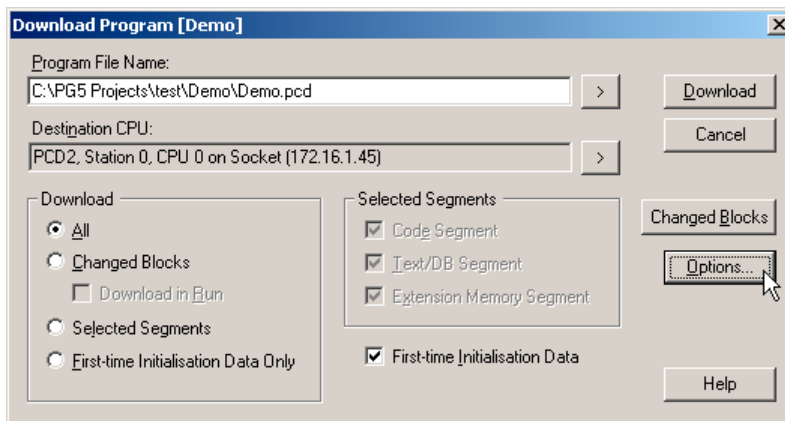 Download Program [Demo]
Program File Name:
C:\PG5 Projects\test\Demo\Demo.pcd
>
Download
Destination CPU:
Cancel
PCD2, Station 0, CPU 0 on Socket (172.16.1.45)
>
Download
All
Changed Blocks
Download in Run
Selected Segments
First-time Initialisation Data Only
Selected Segments
Code Segment
Text/DB Segment
Extension Memory Segment
First-time Initialisation Data
Changed Blocks
Options...
Help